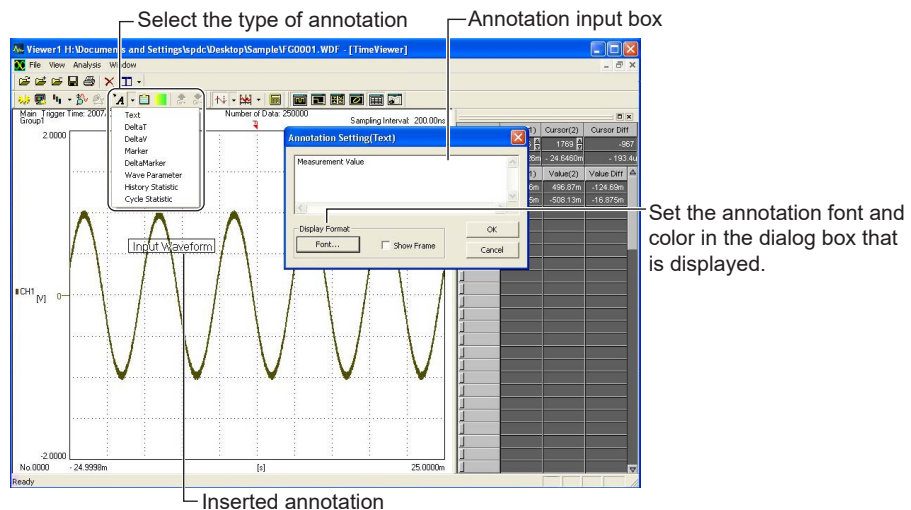 Select the type of annotation
Annotation input box
Viewer1 H:\Documents and Settings\spdc\Desktop\Sample\FG0001.WDF - [TimeViewer]
File View Analysis Window
Main Trigger Time: 2007/
Number of Data: 250000
Group1
Sampling Interval: 200.00ns
Text
DeltaT
DeltaV
Marker
DeltaMarker
Wave Parameter
History Statistic
Cycle Statistic
Annotation Setting(Text)
Measurement Value
Display Format
Font...
Show Frame
OK
Cancel
Cursor(2) Cursor Diff
1769 -967
-24.6460m -193.4u
Value(2) Value Diff
496.87m -124.69m
-508.13m -16.875m
Set the annotation font and
color in the dialog box that
is displayed.
2.0000
Input Waveform
CH1
[V] 0
-2.0000
No.0000 -24.9998m [s] 25.0000m
Ready
Inserted annotation